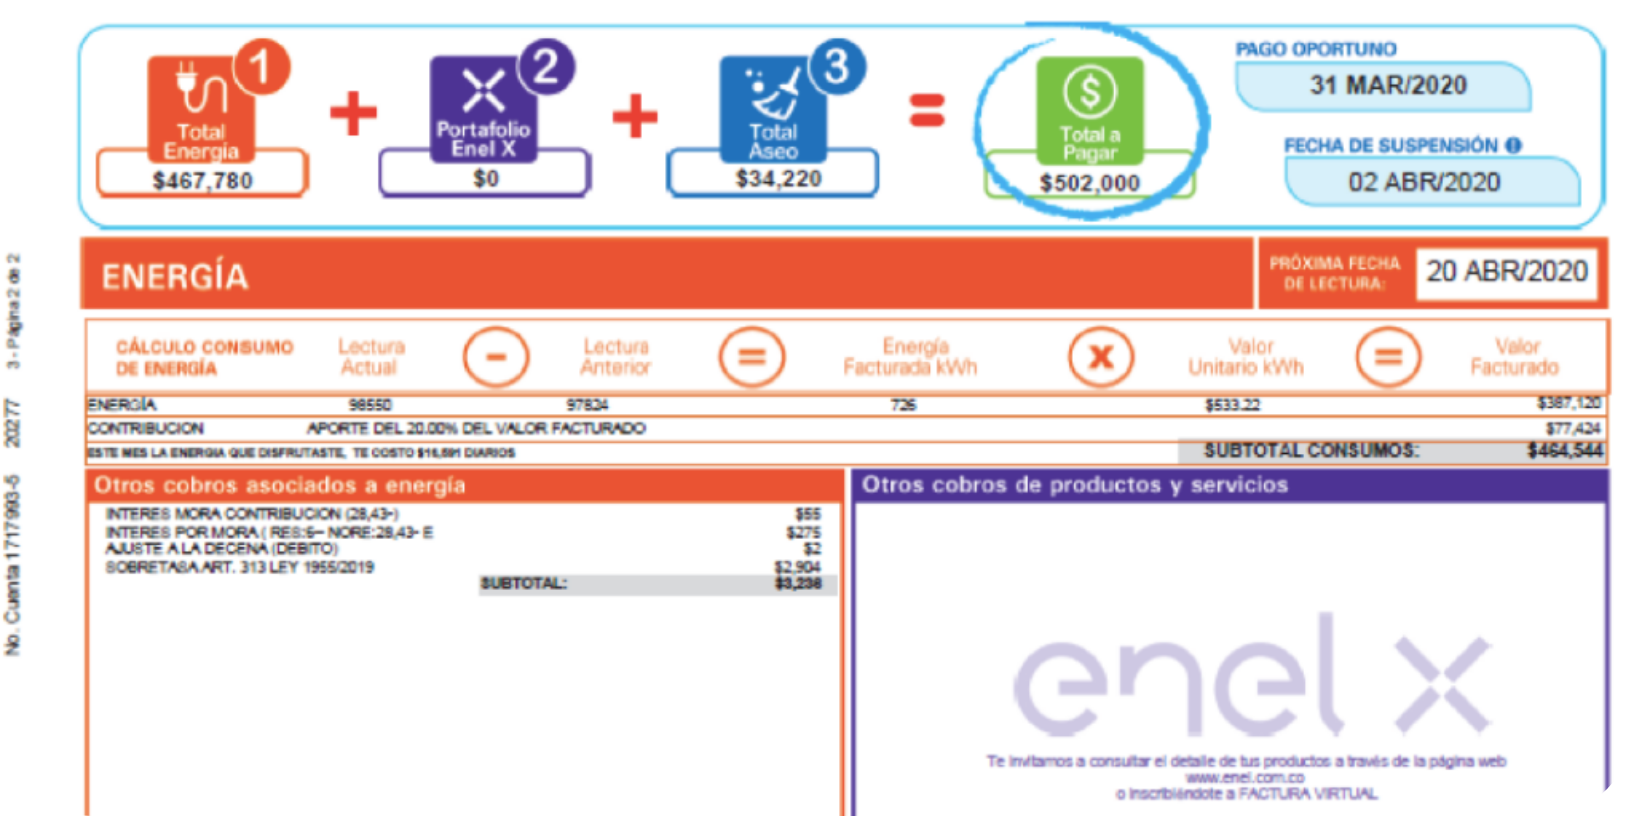 1
Total
Energía
$467,780
+
2
Portafolio
Enel X
$0
+
3
Total
Aseo
$34,220
=
$
Total a
Pagar
$502,000
PAGO OPORTUNO
31 MAR/2020
FECHA DE SUSPENSIÓN
02 ABR/2020
ENERGÍA
PRÓXIMA FECHA
DE LECTURA:
20 ABR/2020
CÁLCULO CONSUMO
DE ENERGÍA
Lectura
Actual
-
Lectura
Anterior
=
Energía
Facturada kWh
x
Valor
Unitario kWh
=
Valor
Facturado
ENERGÍA 98550 97824 726 $533.22 $387,120
CONTRIBUCION APORTE DEL 20.00% DEL VALOR FACTURADO $77,424
ESTE MES LA ENERGIA QUE DISFRUTASTE, TE COSTO DIARIOS
SUBTOTAL CONSUMOS: $464,544
Otros cobros asociados a energía
INTERES MORA CONTRIBUCION (28,43-) $55
INTERES POR MORA ( RES:6-- NORE:28,43- E $275
AJUSTE A LA DECENA (DEBITO) $2
SOBRETASA ART. 313 LEY 1955/2019 $2,904
SUBTOTAL: $3,236
Otros cobros de productos y servicios
enel x
Te invitamos a consultar el detalle de tus productos a través de la página web
www.enel.com.co
o inscribiéndote a FACTURA VIRTUAL
No. Cuenta 1717993-5 20277 3 - Página 2 de 2